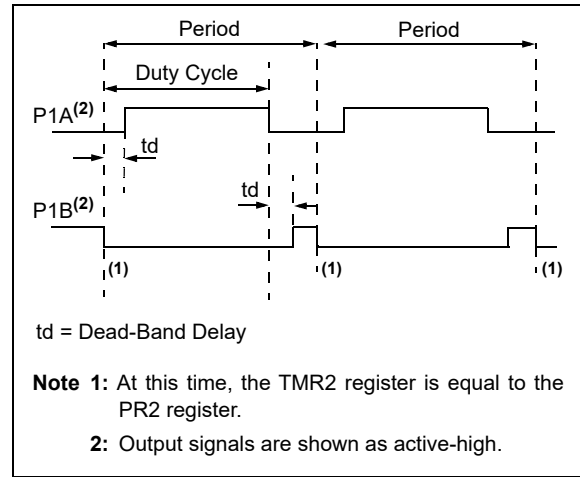 Period Period
Duty Cycle
P1A(2)
td
td
P1B(2)
(1) (1) (1)
td = Dead-Band Delay
Note 1: At this time, the TMR2 register is equal to the
PR2 register.
2: Output signals are shown as active-high.